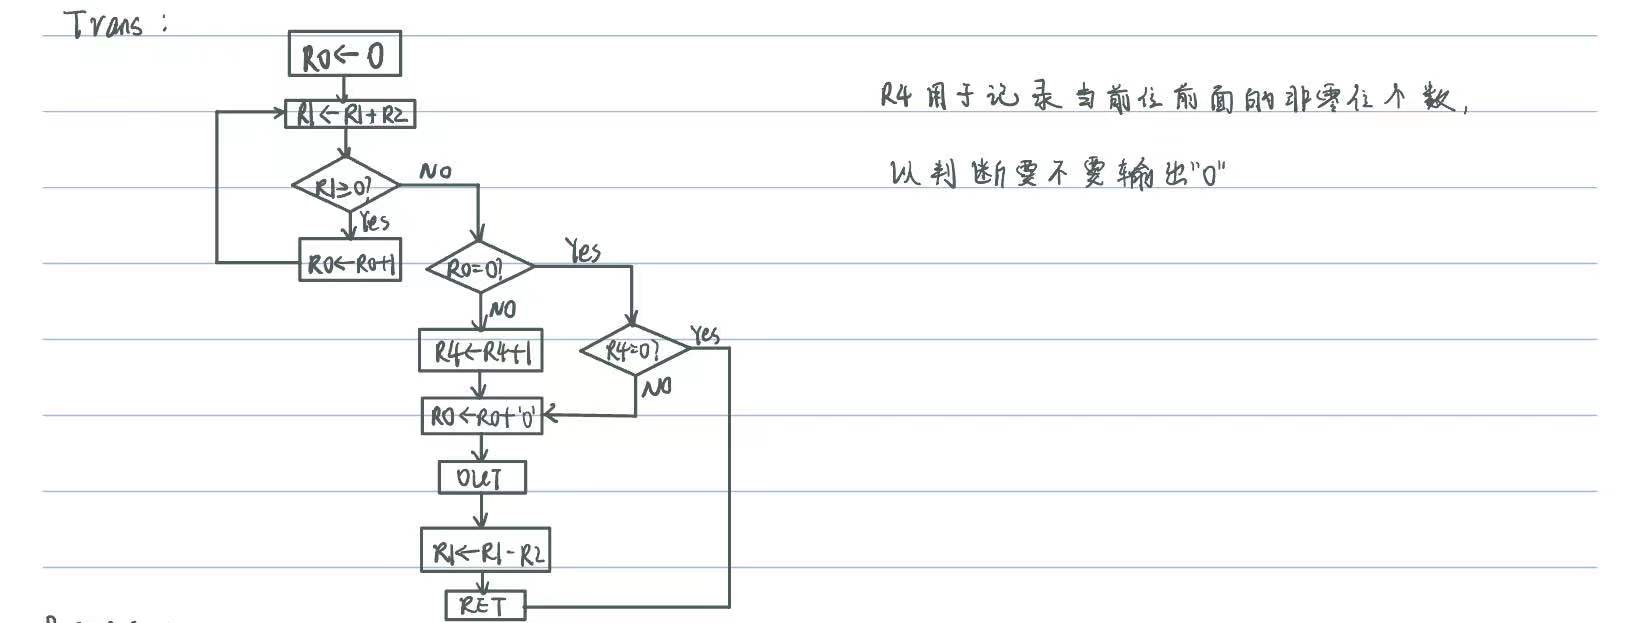 Trans :
R0←0
R1←R1+R2
R1≥0?
NO
Yes
R0←R0+1
R0=0?
Yes
NO
R4←R4+1
R4=0?
Yes
NO
R0←R0+'0'
OUT
R1←R1-R2
RET
R4用于记录当前位前面的非零位个数,
以判断要不要输出"0"